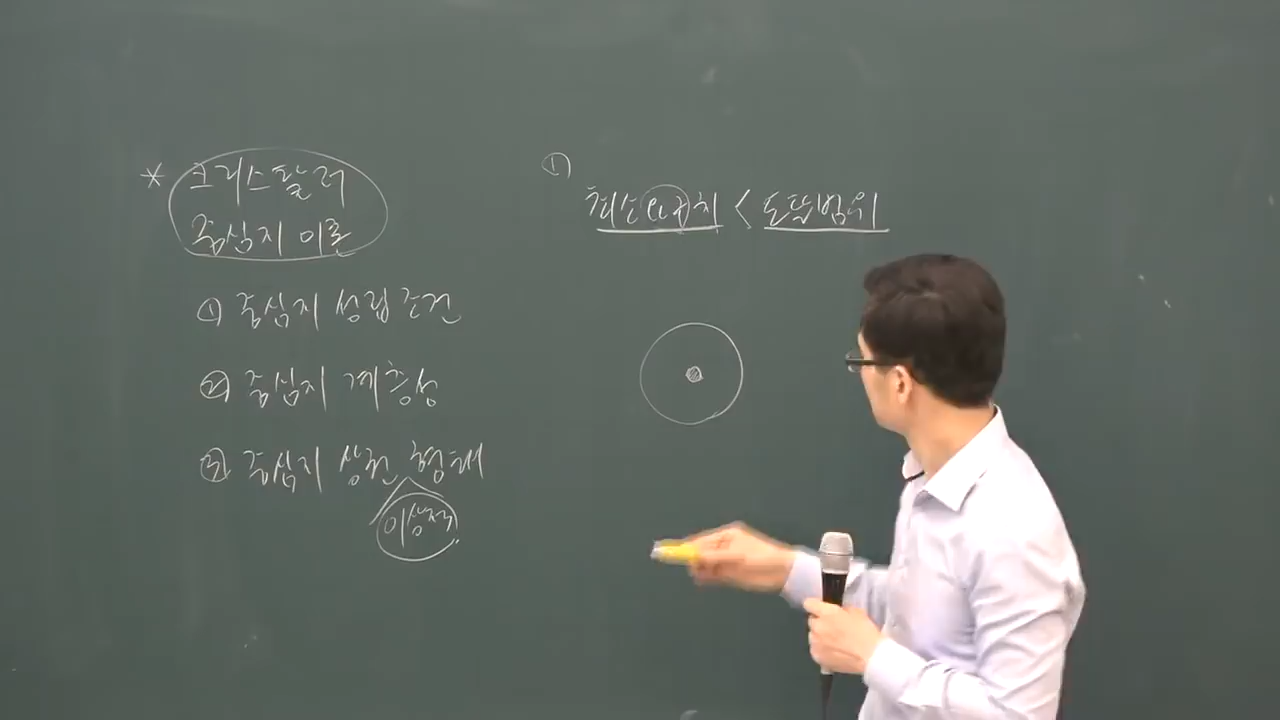 * 크리스탈러
중심지 이론
① 중심지 성립 조건
② 중심지 계층성
③ 중심지 상권 형태
이상적
①
최소요구치 < 도달범위